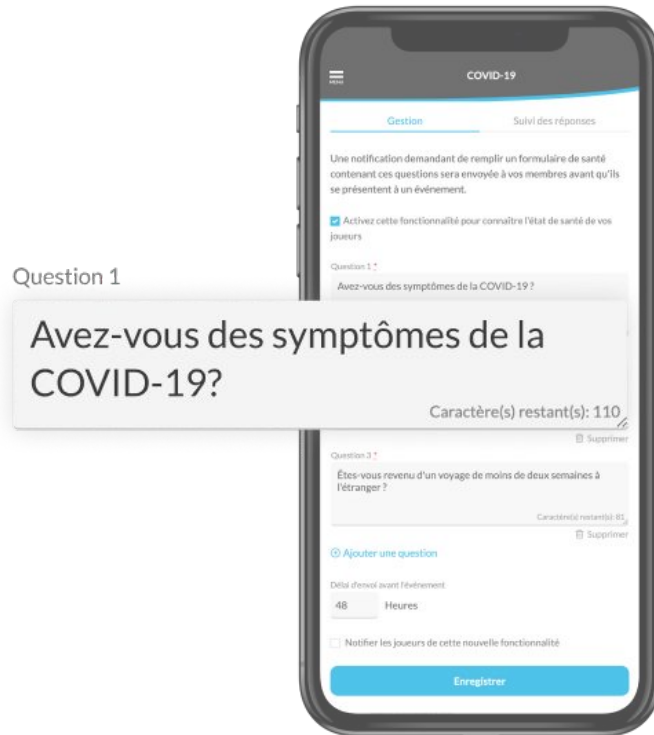 MENU
COVID-19
Gestion
Suivi des réponses
Une notification demandant de remplir un formulaire de santé
contenant ces questions sera envoyée à vos membres avant qu'ils
se présentent à un événement.
Activez cette fonctionnalité pour connaître l'état de santé de vos
joueurs
Question 1 *
Avez-vous des symptômes de la COVID-19 ?
Question 1
Avez-vous des symptômes de la
COVID-19?
Caractère(s) restant(s): 110
Supprimer
Question 3 *
Êtes-vous revenu d'un voyage de moins de deux semaines à
l'étranger ?
Caractère(s) restant(s): 81
Supprimer
Ajouter une question
Délai d'envoi avant l'événement
48 Heures
Notifier les joueurs de cette nouvelle fonctionnalité
Enregistrer